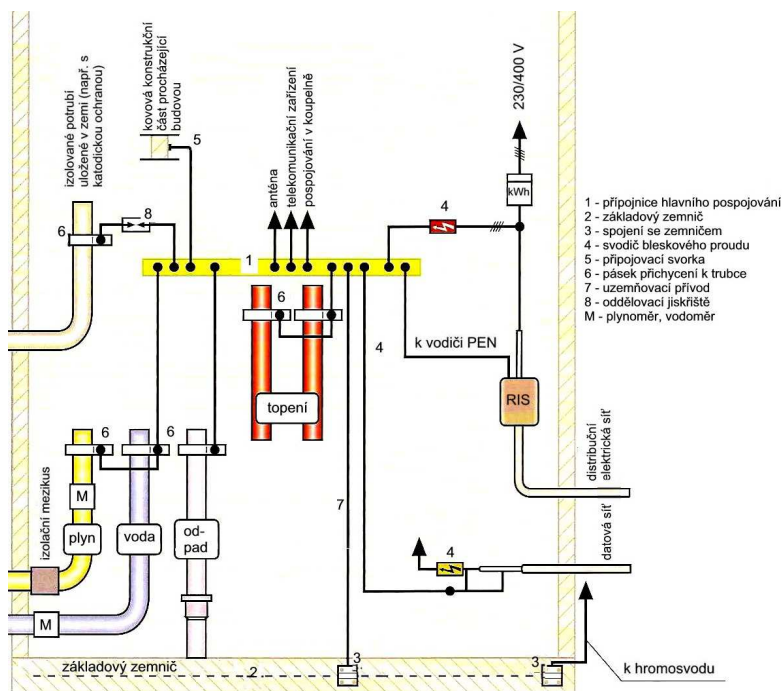 izolované potrubí
uložené v zemi (např. s
katodickou ochranou)
kovová konstrukční
část procházející
budovou
5
anténa
telekomunikační zařízení
pospojování v koupelně
230/400 V
kWh
4
6
8
1
1 - přípojnice hlavního pospojování
2 - základový zemnič
3 - spojení se zemničem
4 - svodič bleskového proudu
5 - připojovací svorka
6 - pásek přichycení k trubce
7 - uzemňovací přívod
8 - oddělovací jiskřiště
M - plynoměr, vodoměr
6
4
k vodiči PEN
RIS
topení
6
6
distribuční
elektrická síť
izolační mezikus
M
plyn
voda
od-
pad
7
datová síť
4
M
základový zemnič
2
3
3
k hromosvodu